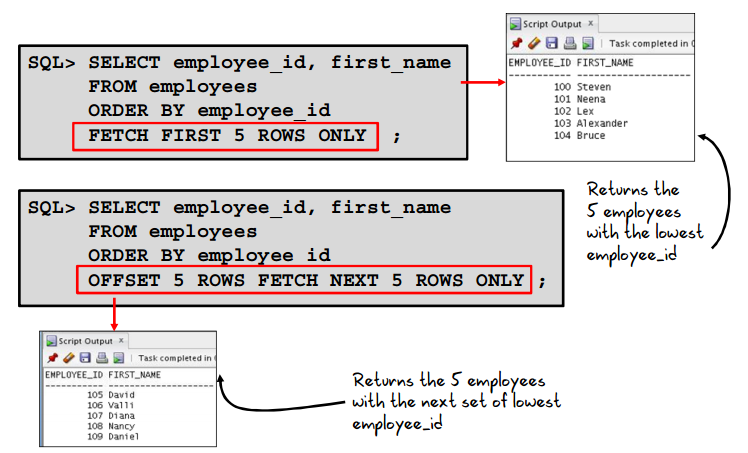 Script Output x
Task completed in 0
EMPLOYEE_ID FIRST_NAME
----------- --------------------
100 Steven
101 Neena
102 Lex
103 Alexander
104 Bruce
SQL> SELECT employee_id, first_name
FROM employees
ORDER BY employee_id
FETCH FIRST 5 ROWS ONLY ;
Returns the
5 employees
with the lowest
employee_id
SQL> SELECT employee_id, first_name
FROM employees
ORDER BY employee id
OFFSET 5 ROWS FETCH NEXT 5 ROWS ONLY ;
Script Output x
Task completed in
EMPLOYEE_ID FIRST_NAME
----------- --------------------
105 David
106 Valli
107 Diana
108 Nancy
109 Daniel
Returns the 5 employees
with the next set of lowest
employee_id